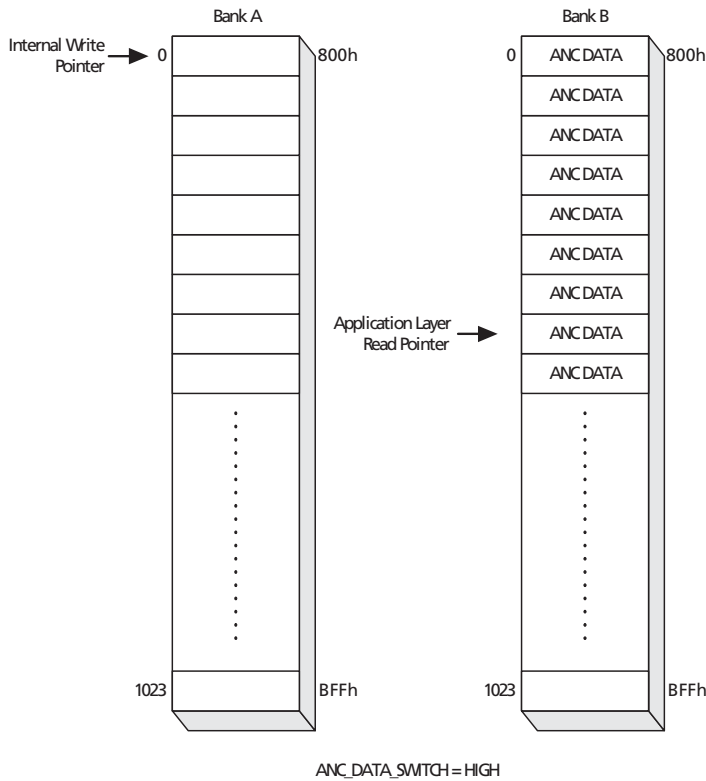 Bank A
Internal Write
Pointer
0
800h
Bank B
0
ANC DATA
800h
ANC DATA
ANC DATA
ANC DATA
ANC DATA
ANC DATA
ANC DATA
Application Layer
Read Pointer
ANC DATA
ANC DATA
1023
BFFh
1023
BFFh
ANC_DATA_SWITCH = HIGH